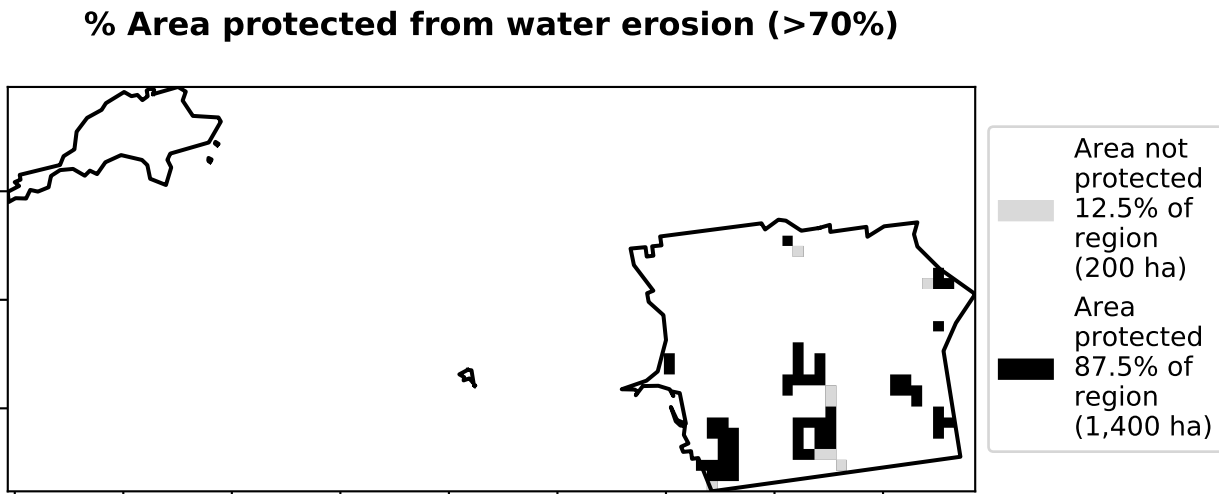 % Area protected from water erosion (>70%)
Area not
protected
12.5% of
region
(200 ha)
Area
protected
87.5% of
region
(1,400 ha)